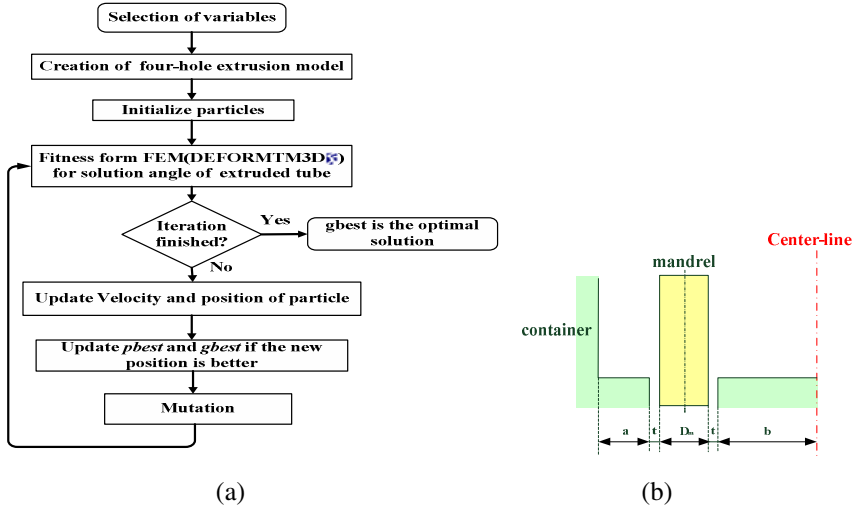 Selection of variables
Creation of four-hole extrusion model
Initialize particles
Fitness form FEM(DEFORMTM3D)
for solution angle of extruded tube
Iteration
finished?
Yes
gbest is the optimal
solution
No
Update Velocity and position of particle
Update pbest and gbest if the new
position is better
Mutation
(a)
Center-line
mandrel
container
a
t
Dm
t
b
(b)